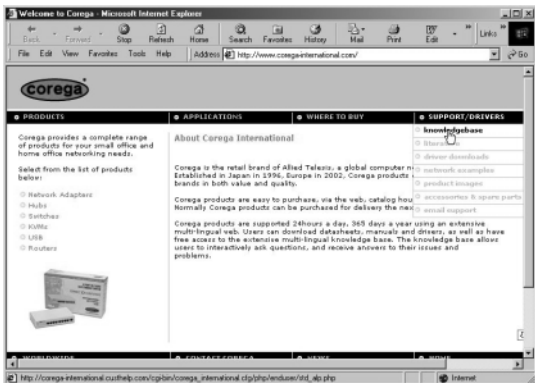 Welcome to Corega - Microsoft Internet Explorer
Back Forward Stop Refresh Home Search Favorites History Mail Print Edit Links
File Edit View Favorites Tools Help Address http://www.corega-international.com/ Go
corega
PRODUCTS APPLICATIONS WHERE TO BUY SUPPORT/DRIVERS
knowledgebase
driver downloads
network examples
product images
accessories & spare parts
email support
Corega provides a complete range
of products for your small office and
home office networking needs.
Select from the list of products
below:
Network Adapters
Hubs
Switches
KVMs
USB
Routers
About Corega International
Corega is the retail brand of Allied Telesis, a global computer
Established in Japan in 1996, Europe in 2002, Corega products
brands in both value and quality.
Corega products are easy to purchase, via the web, catalog
Normally Corega products can be purchased for delivery the
Corega products are supported 24hours a day, 365 days a year using an extensive
multi-lingual web. Users can download datasheets, manuals and drivers, as well as have
free access to the extensive multi-lingual knowledge base. The knowledge base allows
users to interactively ask questions, and receive answers to their issues and
problems.
WORLDWIDE CONTACT COREGA NEWS HOME
http://corega-international.custhelp.com/cgi-bin/corega_international.cfg/php/enduser/std_alp.php Internet